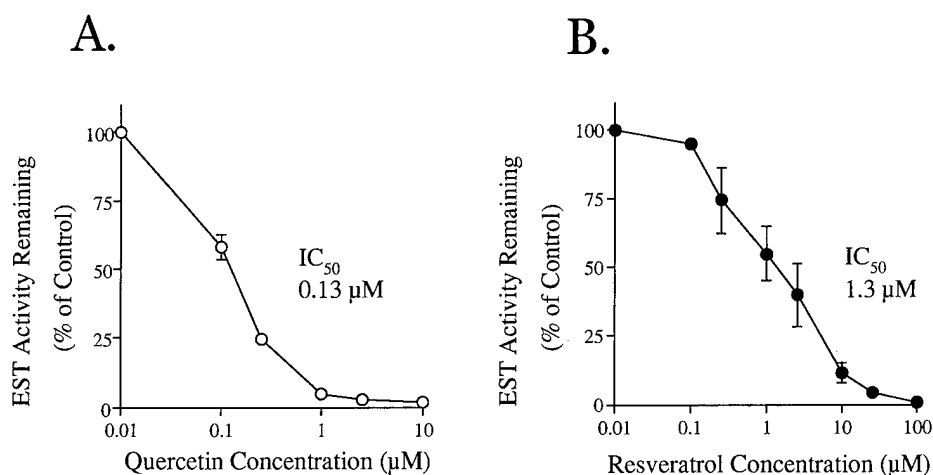 A.
EST Activity Remaining
(% of Control)
100
75
50
25
0
IC50
0.13 µM
0.01
0.1
1
10
Quercetin Concentration (µM)
B.
EST Activity Remaining
(% of Control)
100
75
50
25
0
IC50
1.3 µM
0.01
0.1
1
10
100
Resveratrol Concentration (µM)